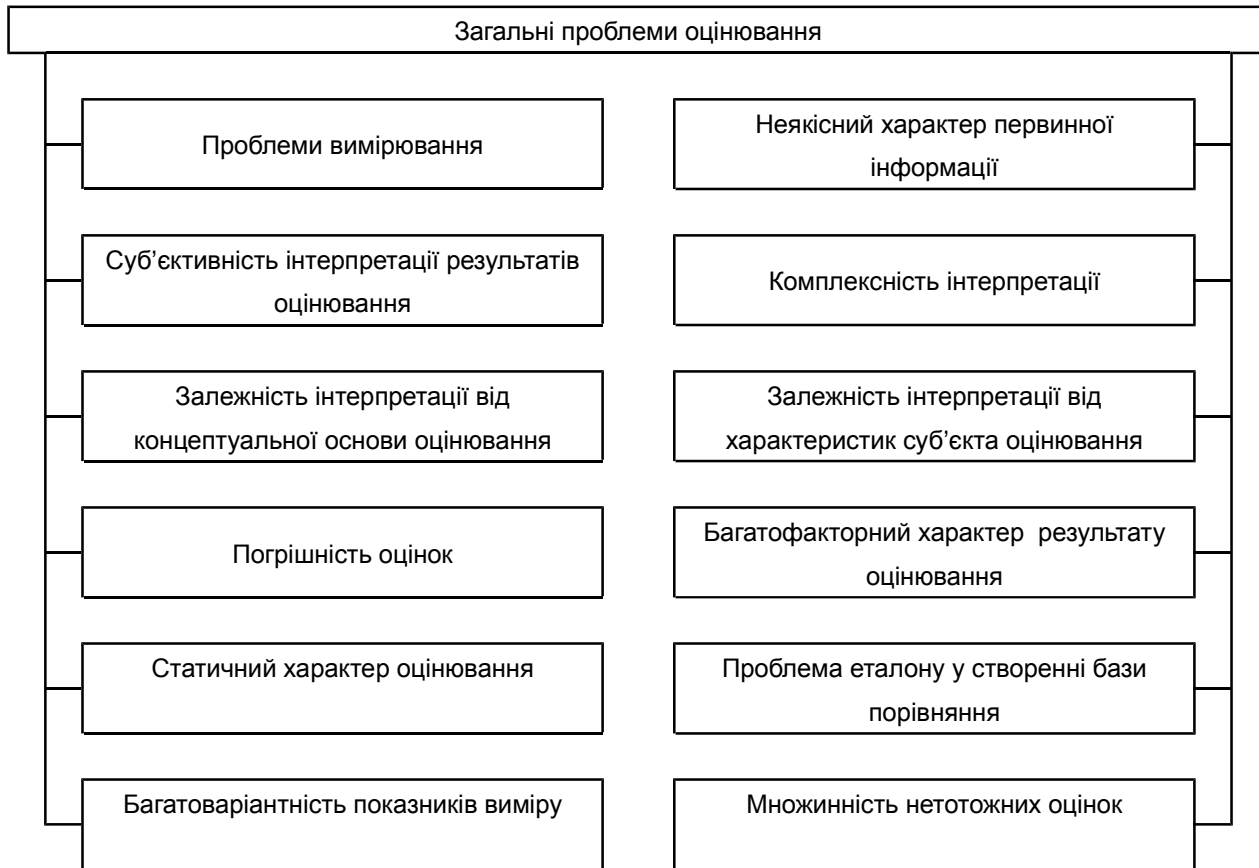 Загальні проблеми оцінювання
Проблеми вимірювання
Неякісний характер первинної
інформації
Суб’єктивність інтерпретації результатів
оцінювання
Комплексність інтерпретації
Залежність інтерпретації від
концептуальної основи оцінювання
Залежність інтерпретації від
характеристик суб’єкта оцінювання
Погрішність оцінок
Багатофакторний характер результату
оцінювання
Статичний характер оцінювання
Проблема еталону у створенні бази
порівняння
Багатоваріантність показників виміру
Множинність нетотожних оцінок